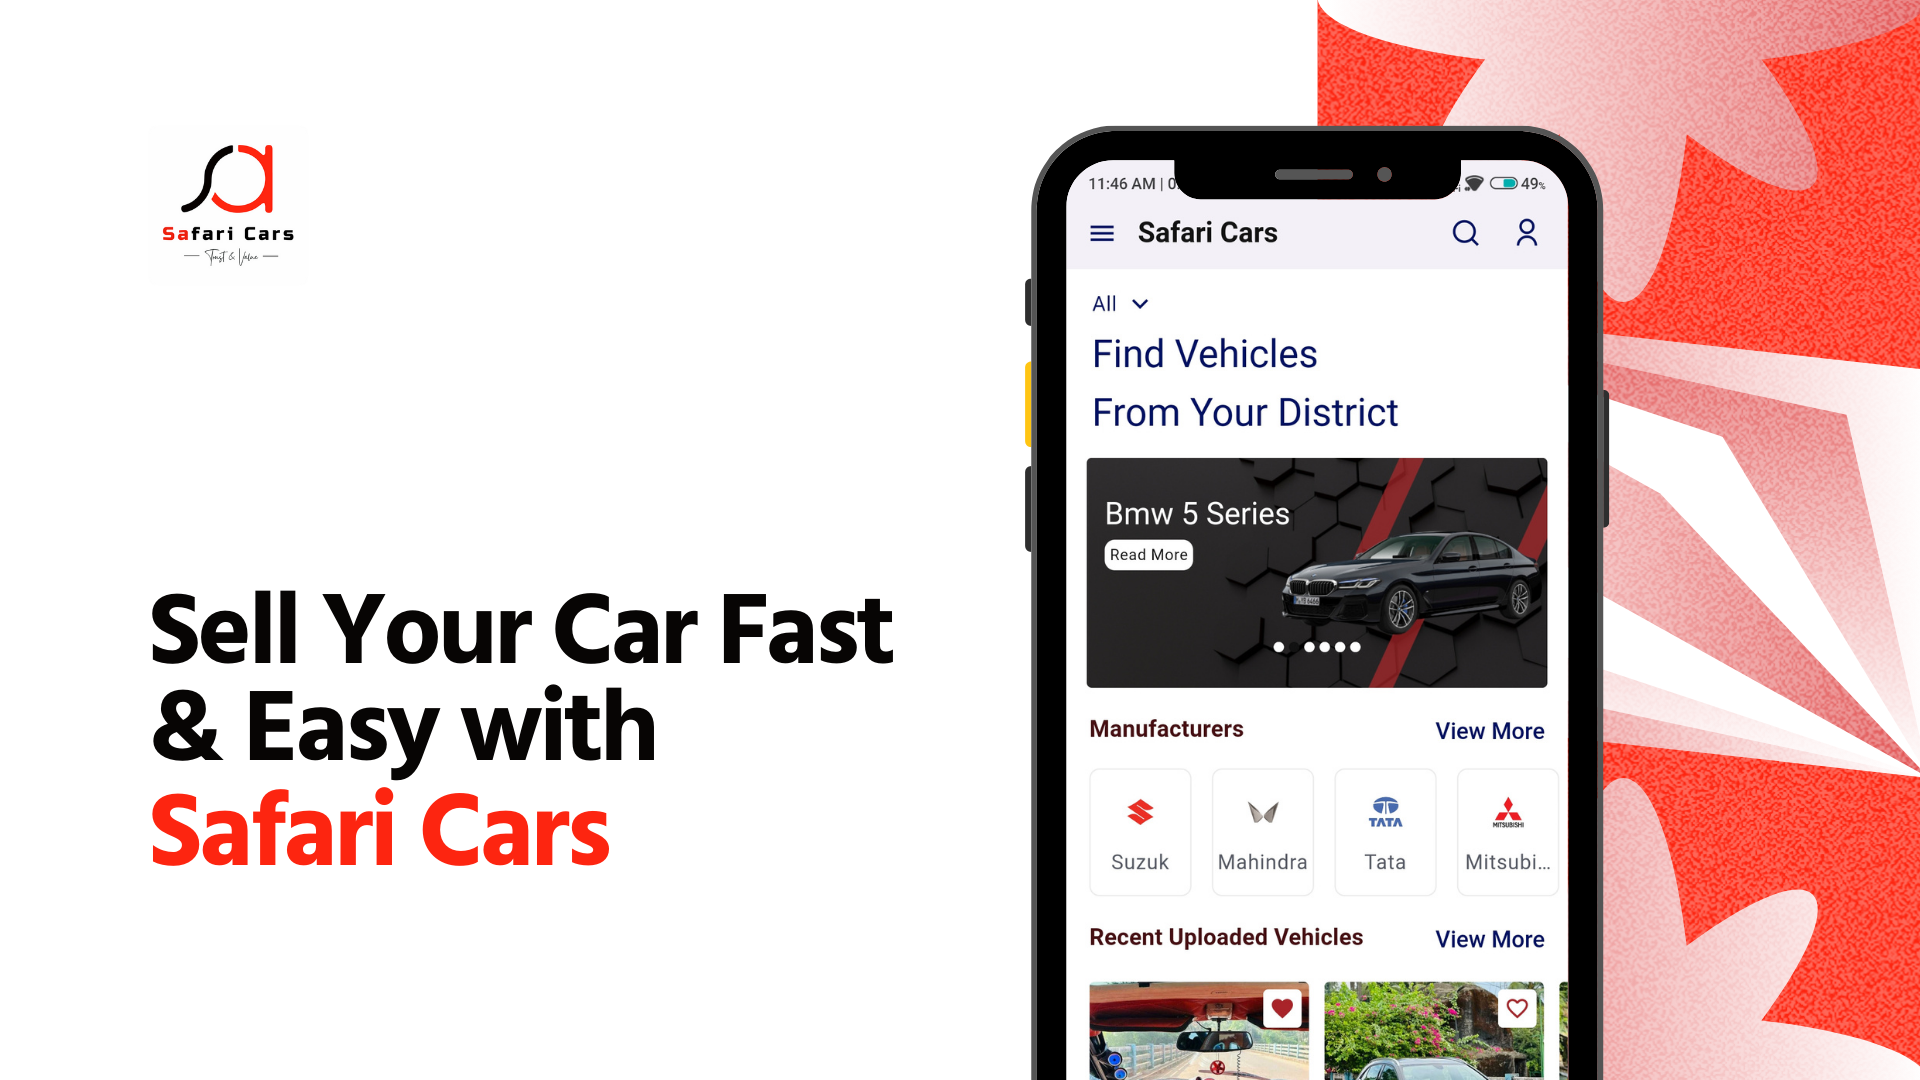 Safari Cars
Trust & Value
Sell Your Car Fast
& Easy with
Safari Cars
11:46 AM | 0
49%
Safari Cars
All
Find Vehicles
From Your District
Bmw 5 Series
Read More
Manufacturers
View More
Suzuk
Mahindra
TATA
Tata
MITSUBISHI
Mitsubi...
Recent Uploaded Vehicles
View More